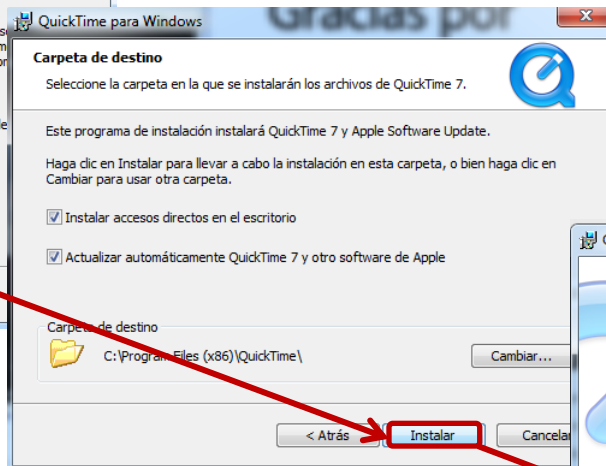 Gracias por
QuickTime para Windows
Carpeta de destino
Seleccione la carpeta en la que se instalarán los archivos de QuickTime 7.
Este programa de instalación instalará QuickTime 7 y Apple Software Update.
Haga clic en Instalar para llevar a cabo la instalación en esta carpeta, o bien haga clic en
Cambiar para usar otra carpeta.
Instalar accesos directos en el escritorio
Actualizar automáticamente QuickTime 7 y otro software de Apple
Carpeta de destino
C:\Program Files (x86)\QuickTime\
Cambiar...
< Atrás
Instalar
Cancelar